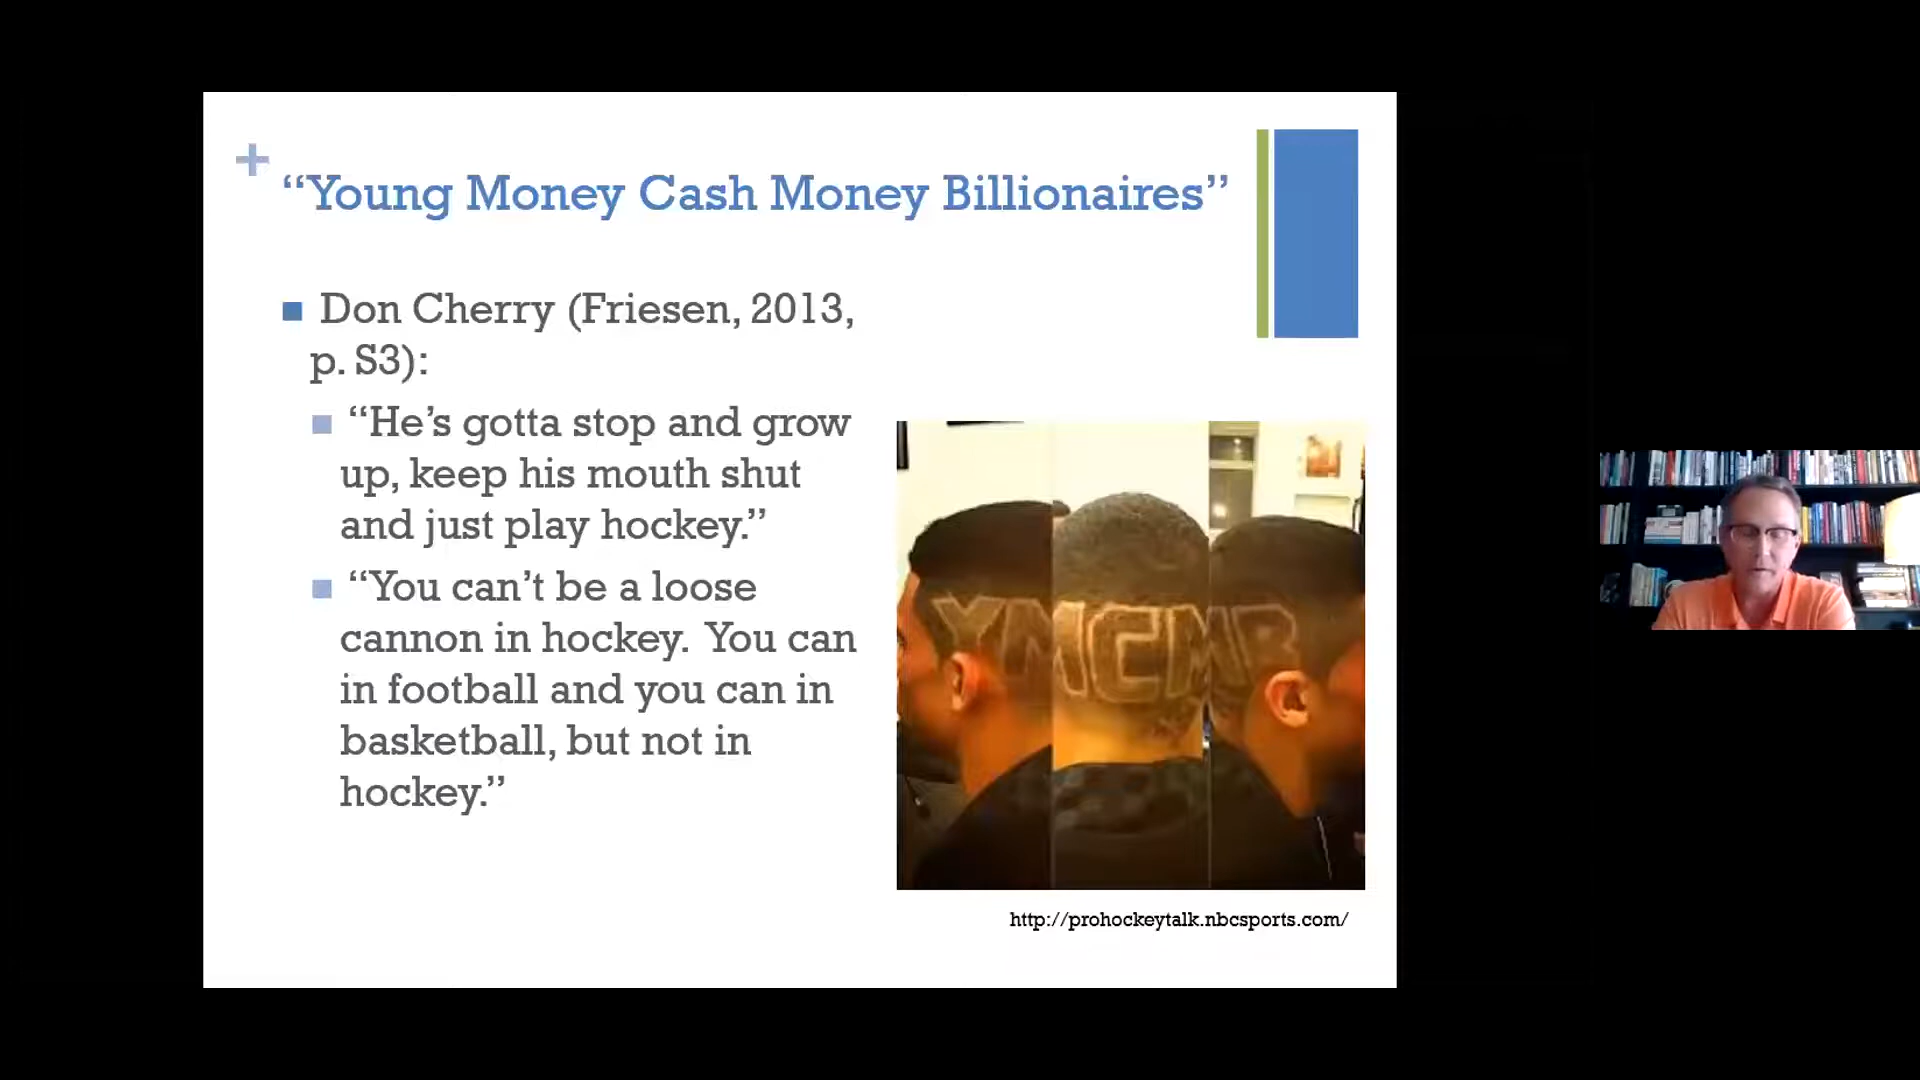 +
“Young Money Cash Money Billionaires”
Don Cherry (Friesen, 2013,
p. S3):
“He’s gotta stop and grow
up, keep his mouth shut
and just play hockey.”
“You can’t be a loose
cannon in hockey.  You can
in football and you can in
basketball, but not in
hockey.”
YMCMB
http://prohockeytalk.nbcsports.com/